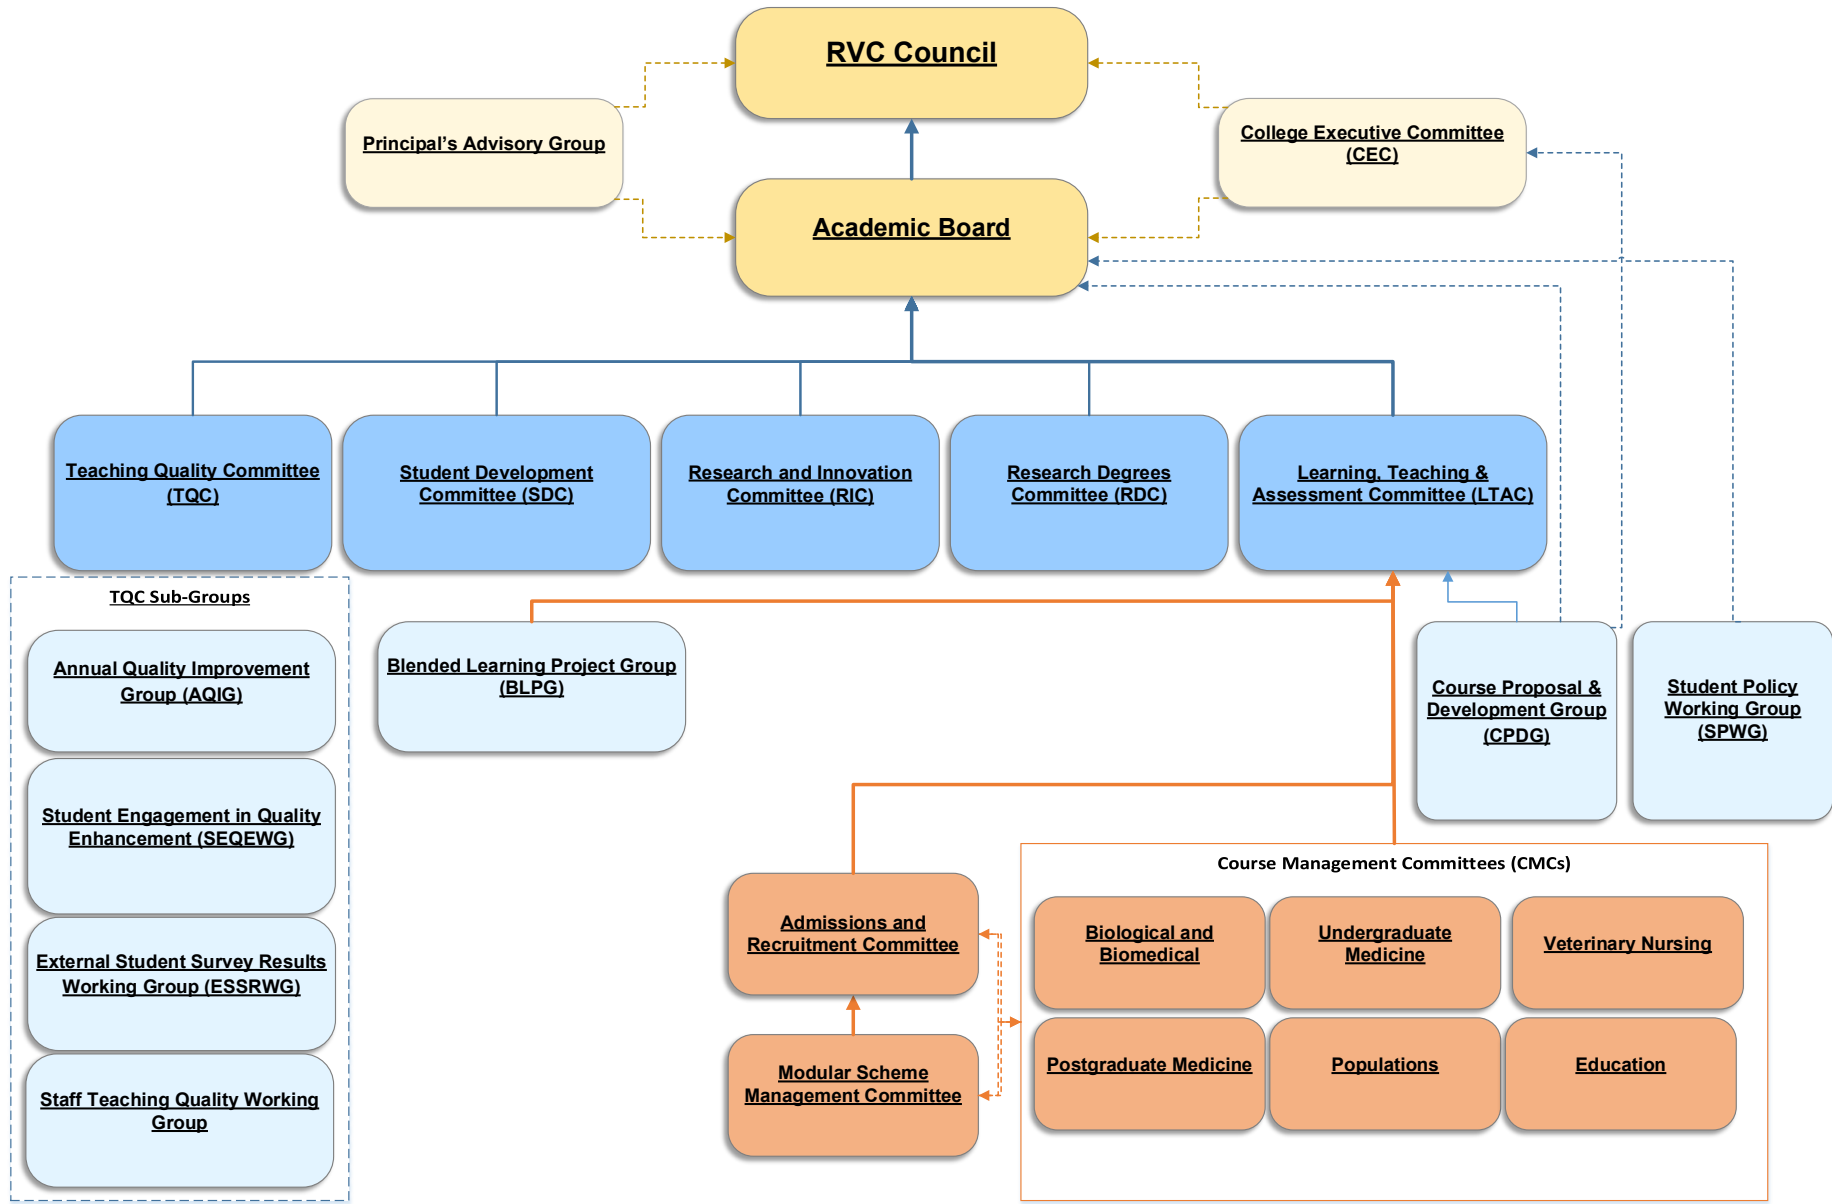 RVC Council
Principal's Advisory Group
College Executive Committee
(CEC)
Academic Board
Teaching Quality Committee
(TQC)
Student Development
Committee (SDC)
Research and Innovation
Committee (RIC)
Research Degrees
Committee (RDC)
Learning, Teaching &
Assessment Committee (LTAC)
TQC Sub-Groups
Annual Quality Improvement
Group (AQIG)
Student Engagement in Quality
Enhancement (SEQEWG)
External Student Survey Results
Working Group (ESSRWG)
Staff Teaching Quality Working
Group
Blended Learning Project Group
(BLPG)
Course Proposal &
Development Group
(CPDG)
Student Policy
Working Group
(SPWG)
Admissions and
Recruitment Committee
Modular Scheme
Management Committee
Course Management Committees (CMCs)
Biological and
Biomedical
Undergraduate
Medicine
Veterinary Nursing
Postgraduate Medicine
Populations
Education